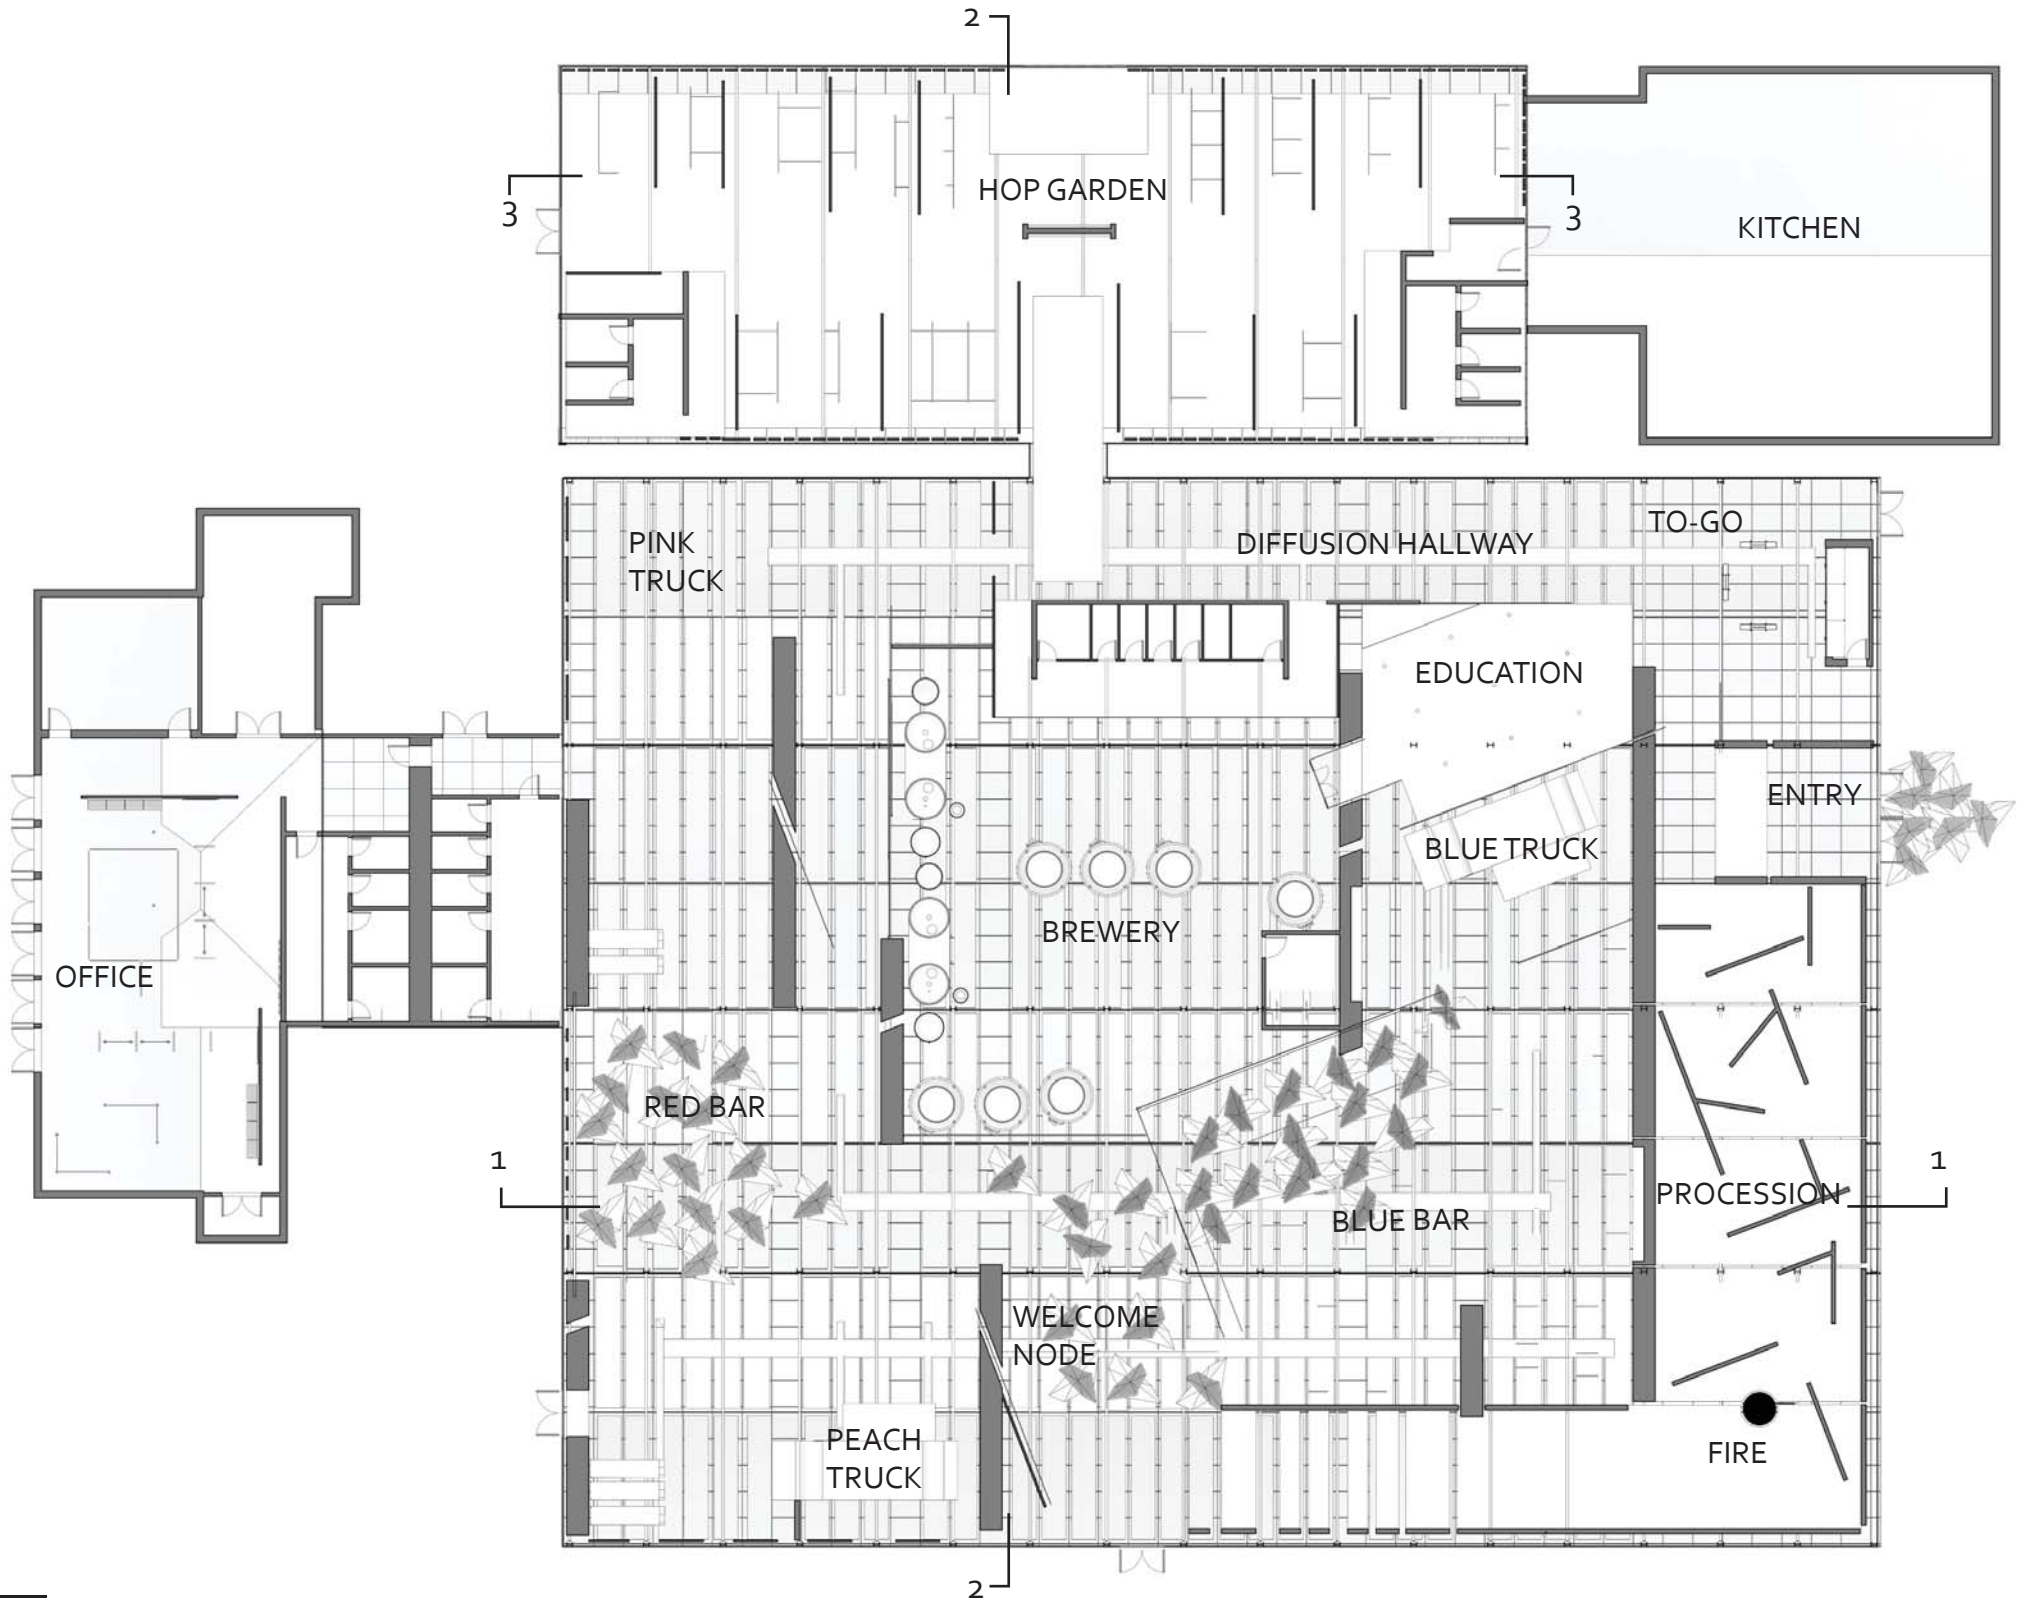 2
HOP GARDEN
3
3
KITCHEN
TO-GO
PINK
TRUCK
DIFFUSION HALLWAY
EDUCATION
ENTRY
BLUE TRUCK
BREWERY
OFFICE
RED BAR
1
1
PROCESSION
BLUE BAR
WELCOME
NODE
PEACH
TRUCK
FIRE
2